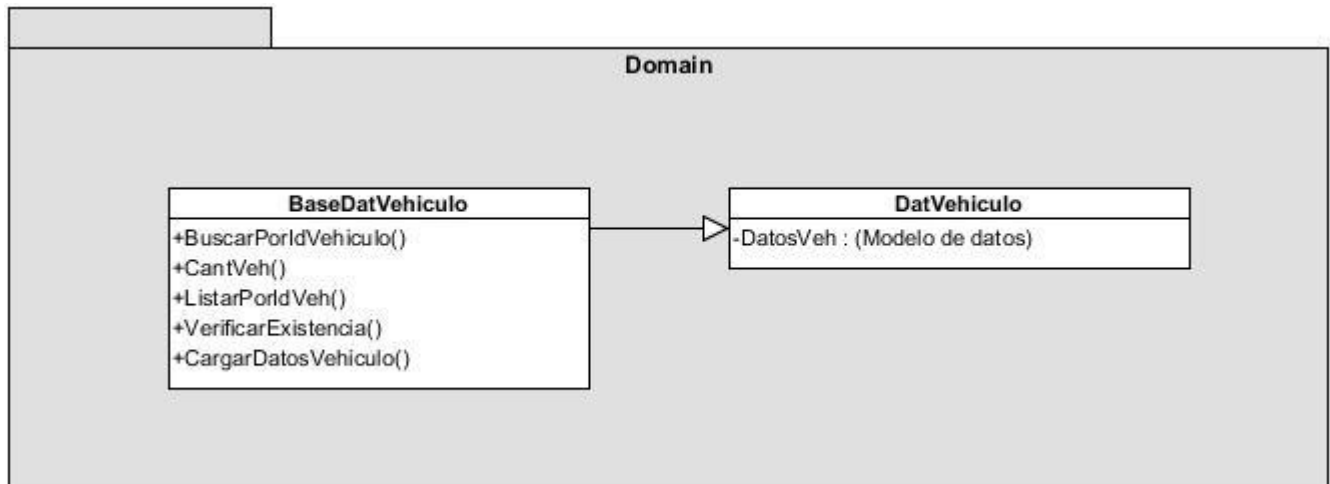 Domain
BaseDatVehiculo
+BuscarPorIdVehiculo()
+CantVeh()
+ListarPorIdVeh()
+VerificarExistencia()
+CargarDatosVehiculo()
DatVehiculo
-DatosVeh : (Modelo de datos)